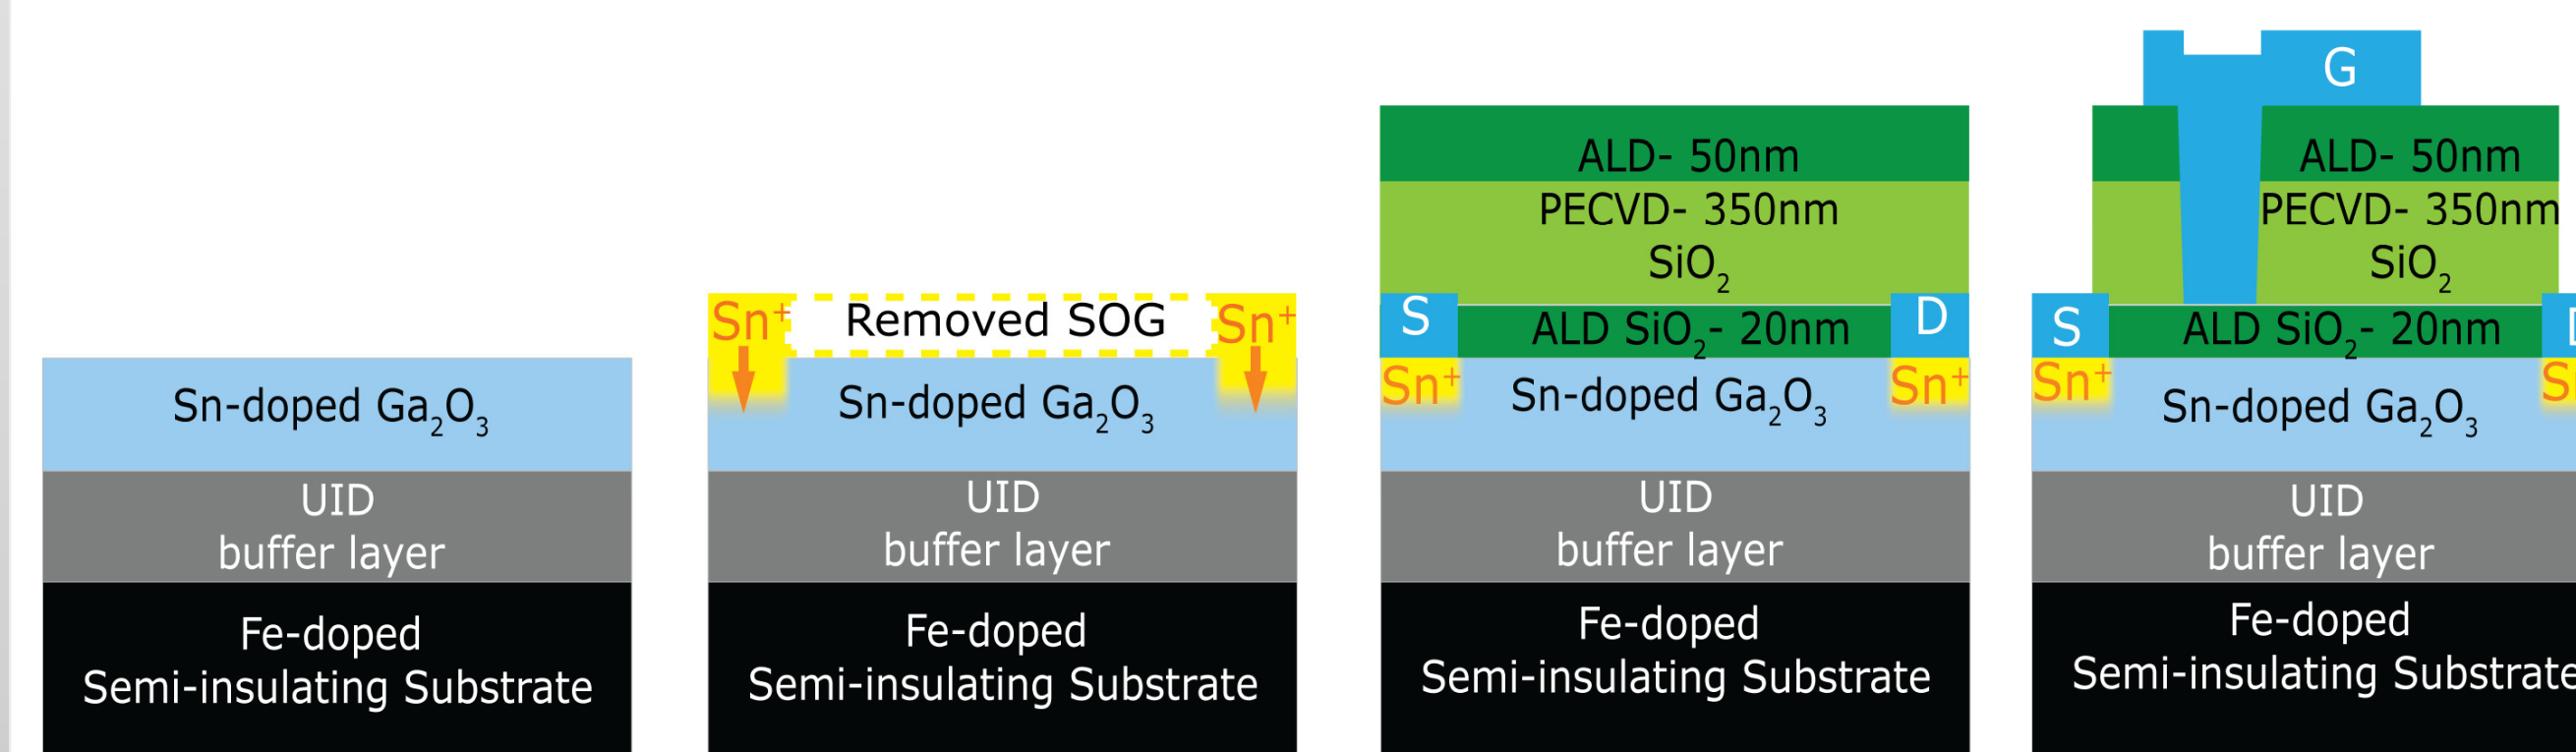 Sn-doped Ga₂O₃
UID
buffer layer
Fe-doped
Semi-insulating Substrate
Sn⁺ Removed SOG Sn⁺
Sn-doped Ga₂O₃
UID
buffer layer
Fe-doped
Semi-insulating Substrate
ALD- 50nm
PECVD- 350nm
SiO₂
S ALD SiO₂- 20nm D
Sn⁺ Sn-doped Ga₂O₃ Sn⁺
UID
buffer layer
Fe-doped
Semi-insulating Substrate
G
ALD- 50nm
PECVD- 350nm
SiO₂
S ALD SiO₂- 20nm
Sn⁺ Sn-doped Ga₂O₃
UID
buffer layer
Fe-doped
Semi-insulating Substrate